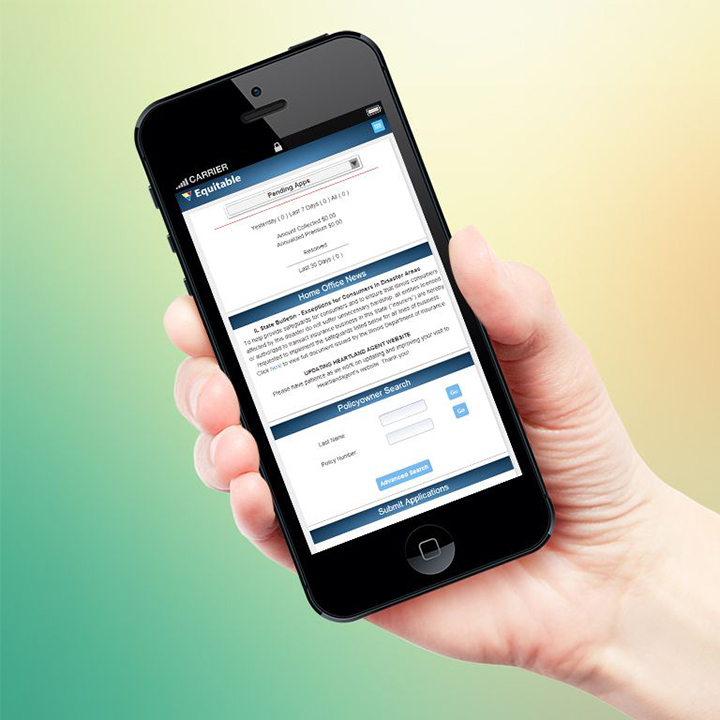 CARRIER
Equitable
Pending Apps
Yesterday ( 0 ) Last 7 Days ( 0 ) All ( 0 )
Amount Collected $0.00
Annualized Premium $0.00
Resolved
Last 30 Days ( 0 )
Home Office News
IL State Bulletin - Exceptions for Consumers in Disaster Areas
To help provide safeguards for consumers and to ensure that Illinois consumers
affected by this disaster do not suffer unnecessary hardship, all entities licensed
or authorized to transact insurance business in this state ("insurers") are hereby
requested to implement the safeguards listed below for all lines of business.
Click here to view full document issued by the Illinois Department of Insurance.
UPDATING HEARTLAND AGENT WEBSITE
Please have patience as we work on updating and improving your visit to
Heartlandagent's website. Thank you!
Policyowner Search
Last Name: Go
Policy Number: Go
Advanced Search
Submit Applications